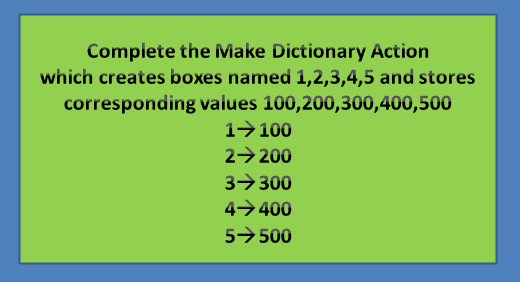 Complete the Make Dictionary Action
which creates boxes named 1,2,3,4,5 and stores
corresponding values 100,200,300,400,500
1→100
2→200
3→300
4→400
5→500